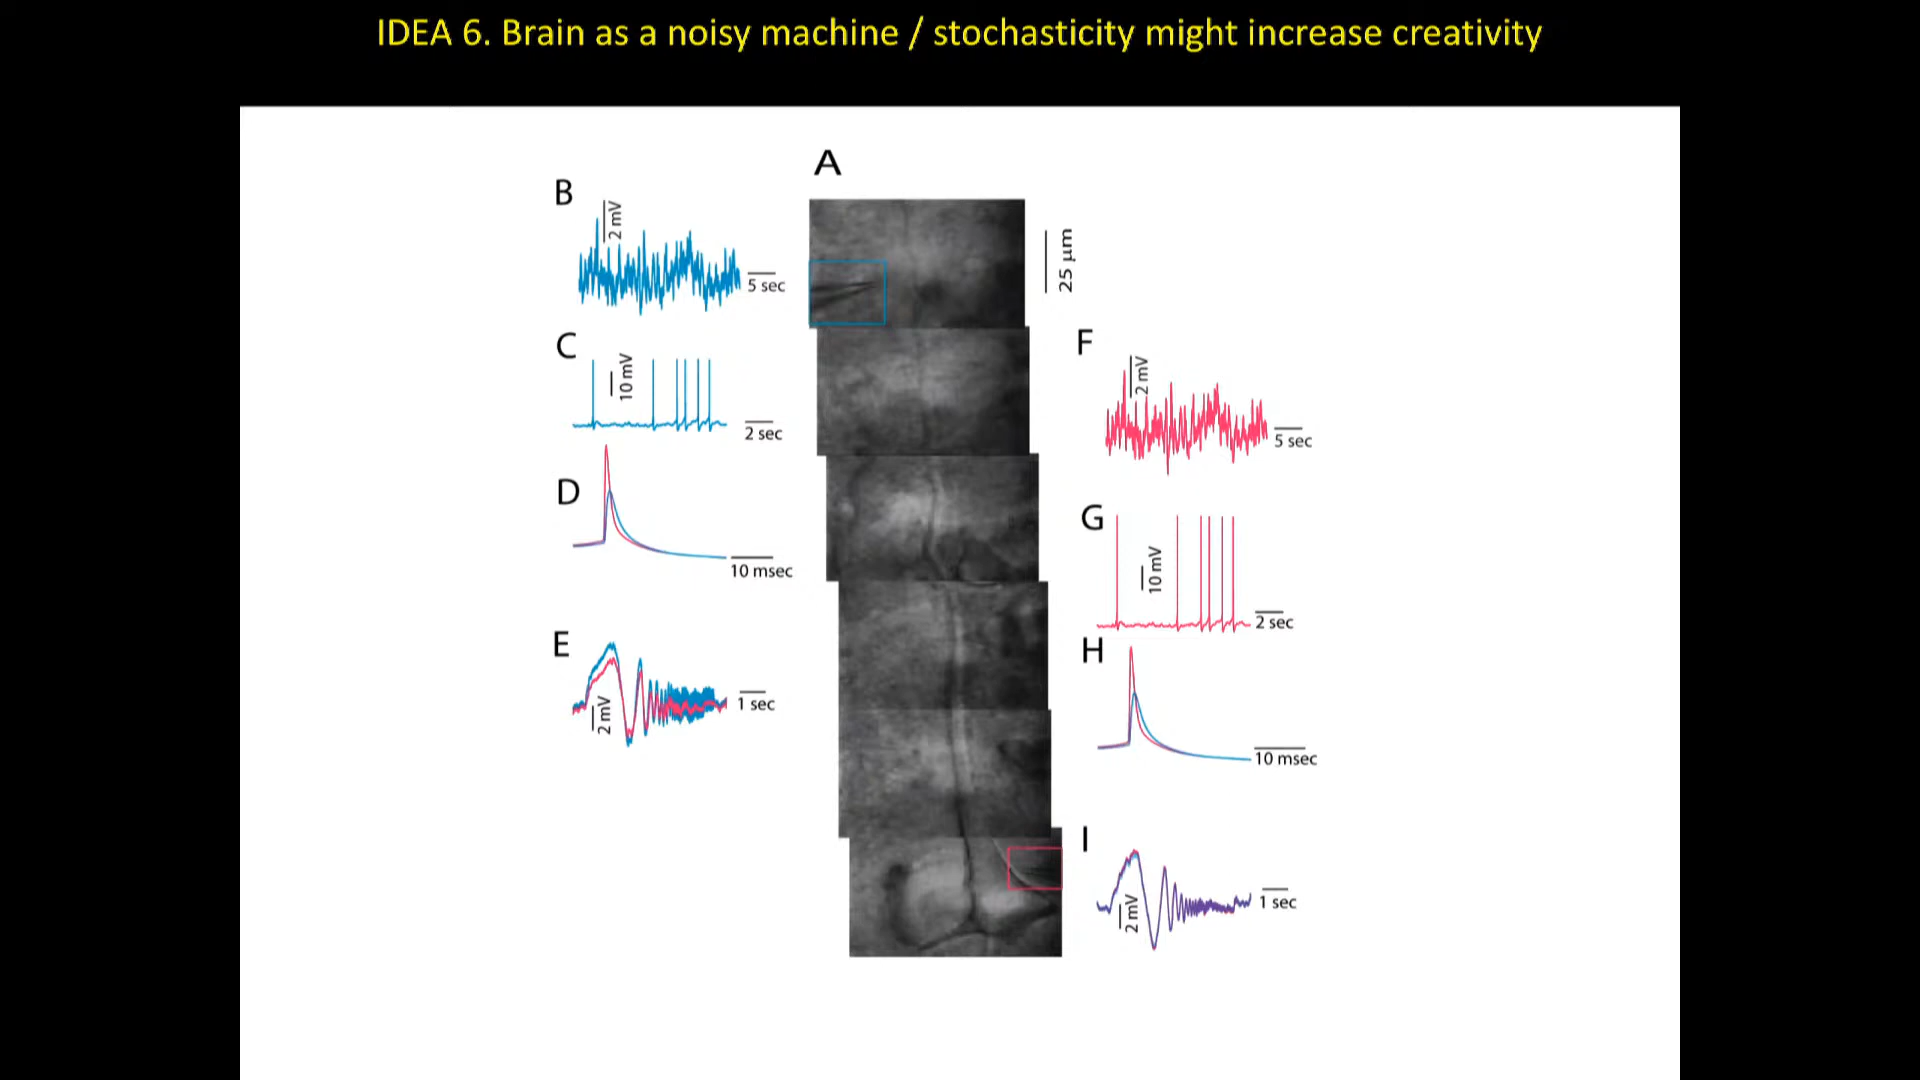 IDEA 6. Brain as a noisy machine / stochasticity might increase creativity
A
25 µm
B
2 mV
5 sec
C
10 mV
2 sec
D
10 msec
E
2 mV
1 sec
F
2 mV
5 sec
G
10 mV
2 sec
H
10 msec
I
2 mV
1 sec